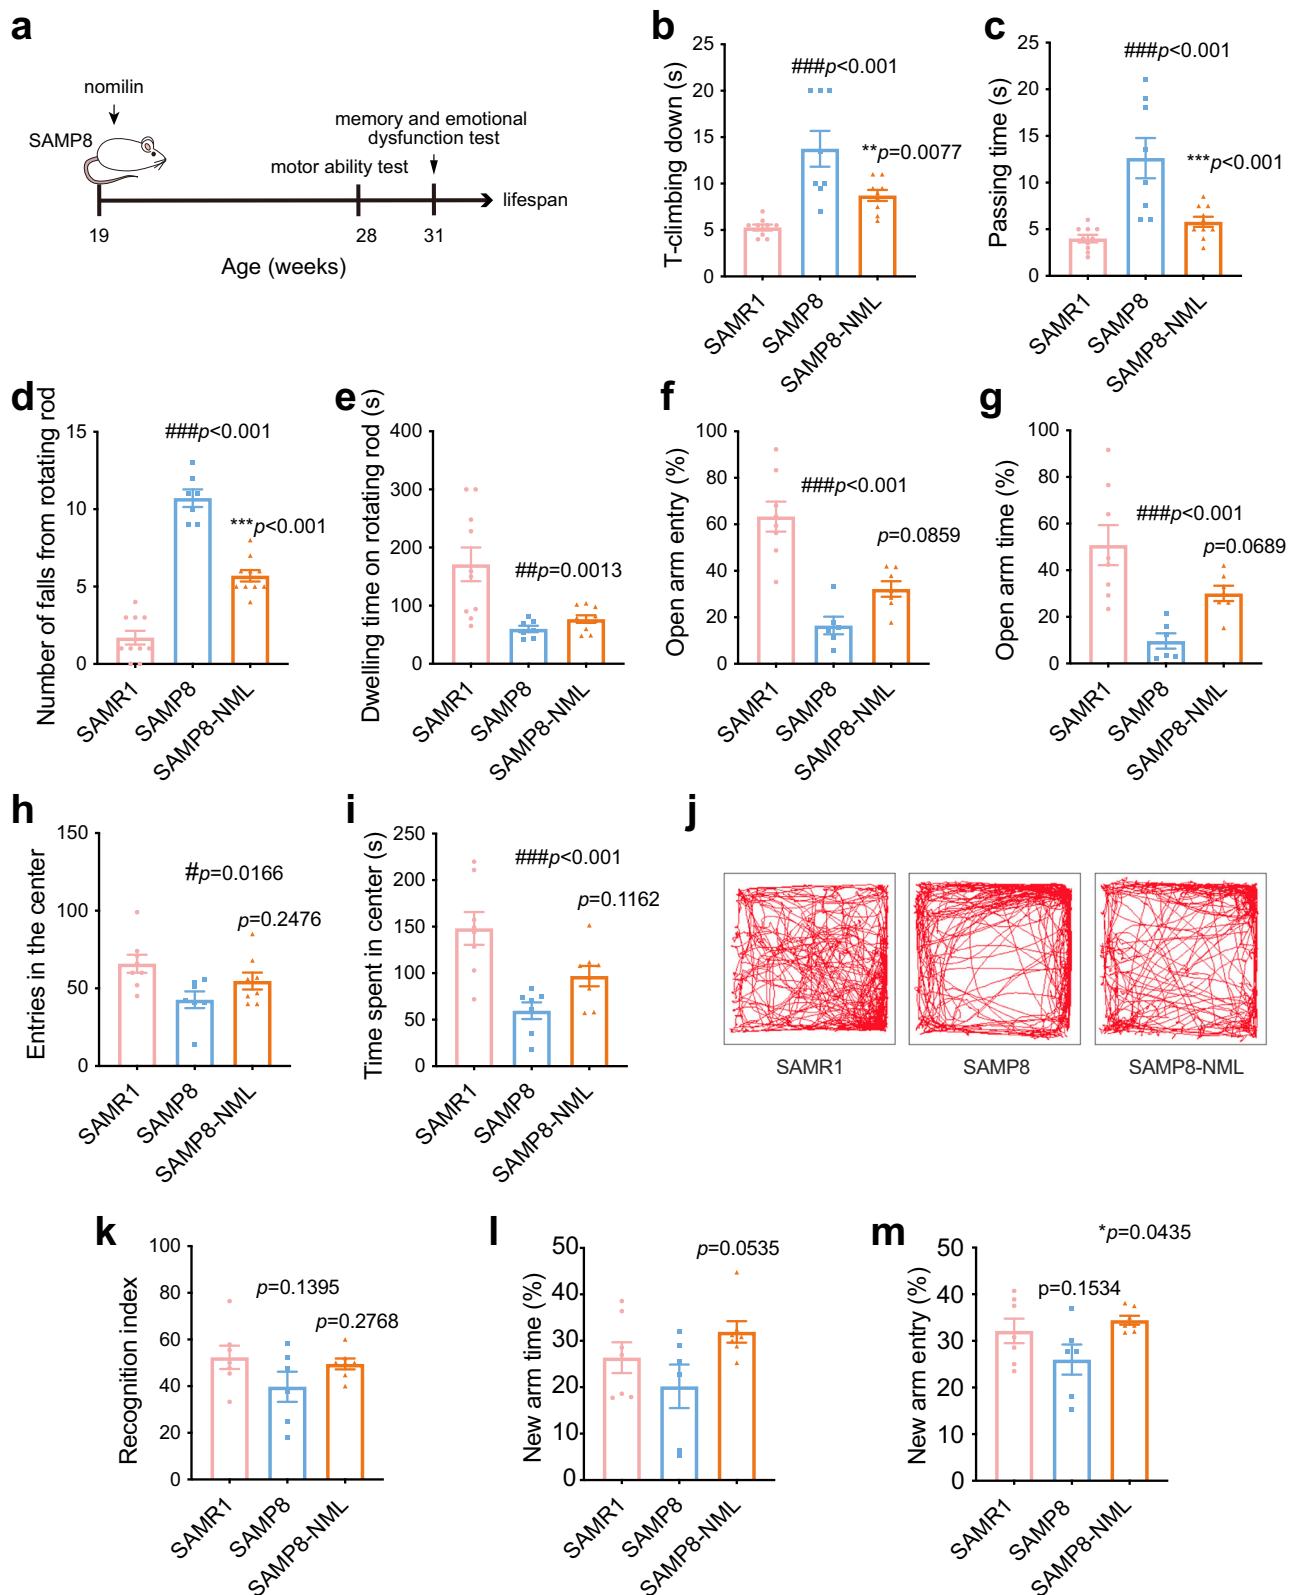 a
nomilin
SAMP8
memory and emotional
dysfunction test
motor ability test
lifespan
19
28
31
Age (weeks)
b
T-climbing down (s)
25
20
15
10
5
0
###p<0.001
**p=0.0077
SAMR1
SAMP8
SAMP8-NML
c
Passing time (s)
25
20
15
10
5
0
###p<0.001
***p<0.001
SAMR1
SAMP8
SAMP8-NML
d
Number of falls from rotating rod
15
10
5
0
###p<0.001
***p<0.001
SAMR1
SAMP8
SAMP8-NML
e
Dwelling time on rotating rod (s)
400
300
200
100
0
##p=0.0013
SAMR1
SAMP8
SAMP8-NML
f
Open arm entry (%)
100
80
60
40
20
0
###p<0.001
p=0.0859
SAMR1
SAMP8
SAMP8-NML
g
Open arm time (%)
100
80
60
40
20
0
###p<0.001
p=0.0689
SAMR1
SAMP8
SAMP8-NML
h
Entries in the center
150
100
50
0
#p=0.0166
p=0.2476
SAMR1
SAMP8
SAMP8-NML
i
Time spent in center (s)
250
200
150
100
50
0
###p<0.001
p=0.1162
SAMR1
SAMP8
SAMP8-NML
j
SAMR1
SAMP8
SAMP8-NML
k
Recognition index
100
80
60
40
20
0
p=0.1395
p=0.2768
SAMR1
SAMP8
SAMP8-NML
l
New arm time (%)
50
40
30
20
10
0
p=0.0535
SAMR1
SAMP8
SAMP8-NML
m
New arm entry (%)
50
40
30
20
10
0
*p=0.0435
p=0.1534
SAMR1
SAMP8
SAMP8-NML